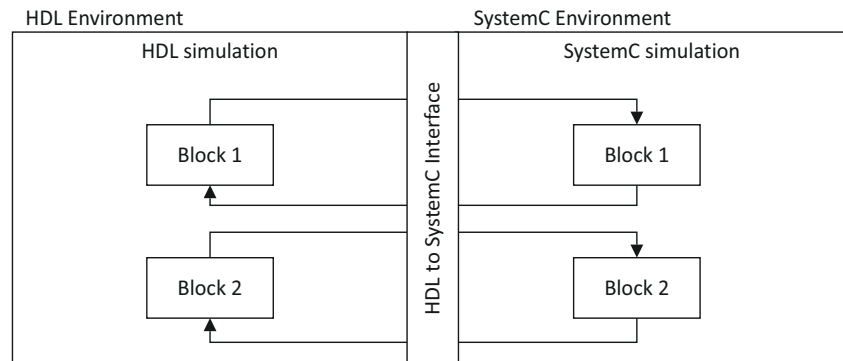 HDL Environment
SystemC Environment
HDL simulation
SystemC simulation
HDL to SystemC Interface
Block 1
Block 1
Block 2
Block 2